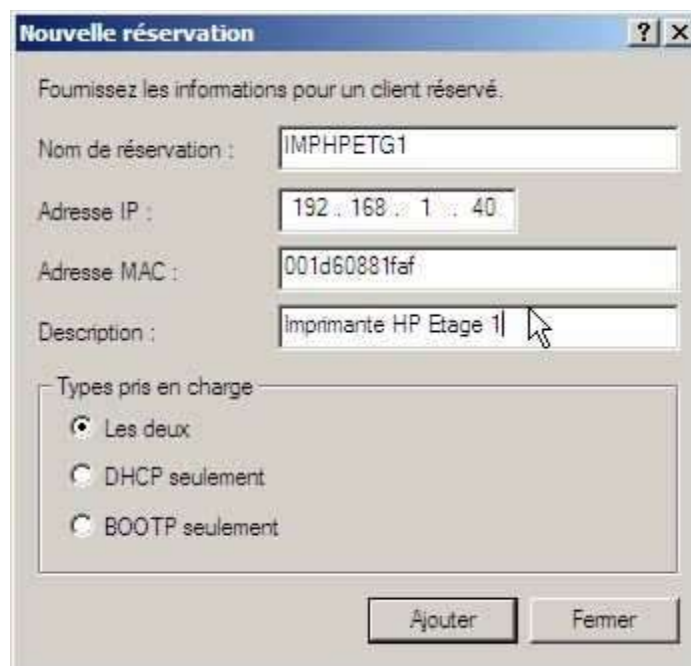 Nouvelle réservation
Fournissez les informations pour un client réservé.
Nom de réservation : IMPHPETG1
Adresse IP : 192 . 168 . 1 . 40
Adresse MAC : 001d60881faf
Description : Imprimante HP Etage 1
Types pris en charge
Les deux
DHCP seulement
BOOTP seulement
Ajouter Fermer